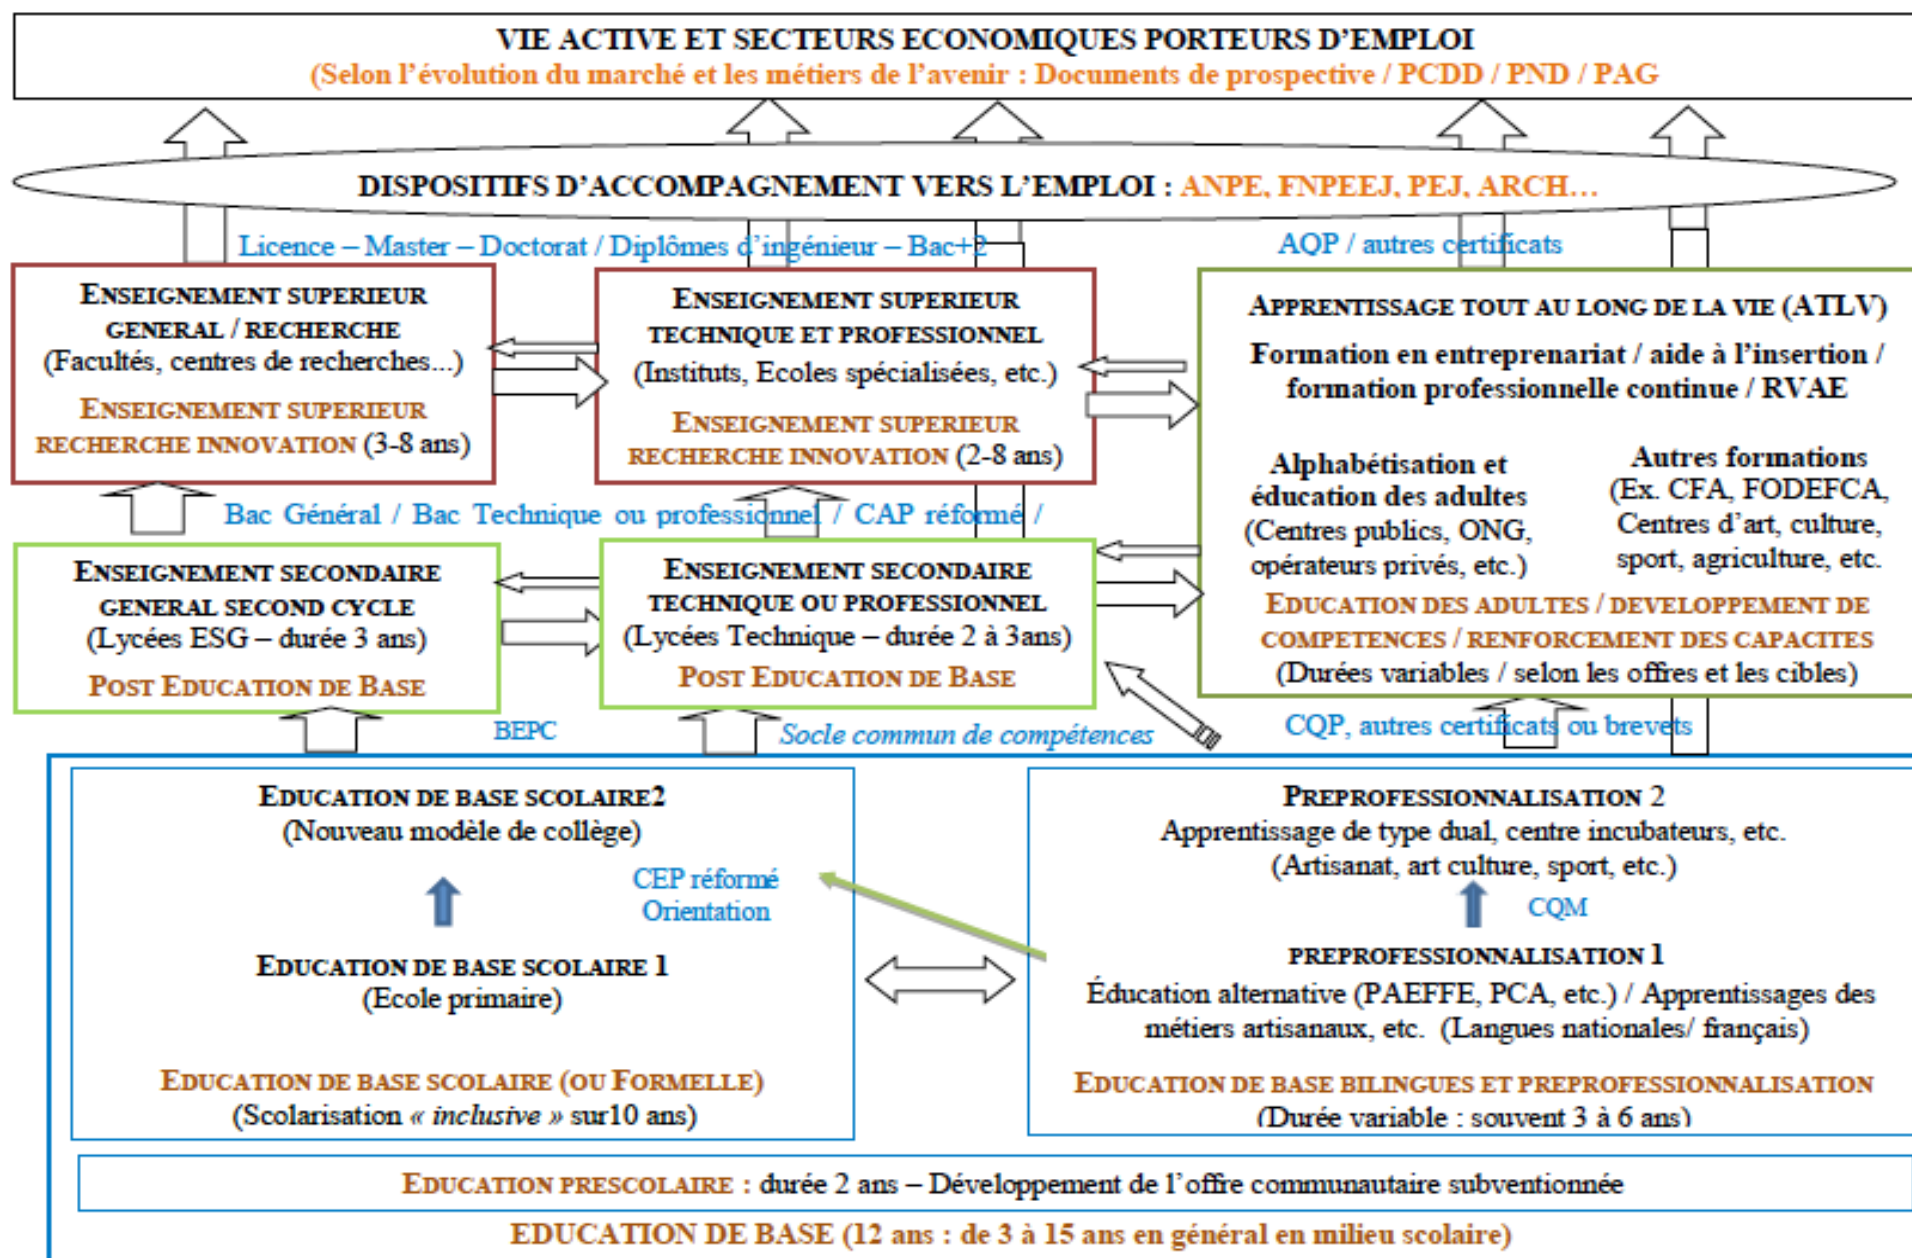 VIE ACTIVE ET SECTEURS ECONOMIQUES PORTEURS D'EMPLOI
(Selon l'évolution du marché et les métiers de l'avenir : Documents de prospective / PCDD / PND / PAG
DISPOSITIFS D'ACCOMPAGNEMENT VERS L'EMPLOI : ANPE, FNPEEJ, PEJ, ARCH…
Licence – Master – Doctorat / Diplômes d'ingénieur – Bac+2
AQP / autres certificats
ENSEIGNEMENT SUPERIEUR
GENERAL / RECHERCHE
(Facultés, centres de recherches...)
ENSEIGNEMENT SUPERIEUR
RECHERCHE INNOVATION (3-8 ans)
ENSEIGNEMENT SUPERIEUR
TECHNIQUE ET PROFESSIONNEL
(Instituts, Ecoles spécialisées, etc.)
ENSEIGNEMENT SUPERIEUR
RECHERCHE INNOVATION (2-8 ans)
APPRENTISSAGE TOUT AU LONG DE LA VIE (ATLV)
Formation en entreprenariat / aide à l'insertion /
formation professionnelle continue / RVAE
Alphabétisation et
éducation des adultes
(Centres publics, ONG,
opérateurs privés, etc.)
Autres formations
(Ex. CFA, FODEFCA,
Centres d'art, culture,
sport, agriculture, etc.
EDUCATION DES ADULTES / DEVELOPPEMENT DE
COMPETENCES / RENFORCEMENT DES CAPACITES
(Durées variables / selon les offres et les cibles)
Bac Général / Bac Technique ou professionnel / CAP réformé /
ENSEIGNEMENT SECONDAIRE
GENERAL SECOND CYCLE
(Lycées ESG – durée 3 ans)
POST EDUCATION DE BASE
ENSEIGNEMENT SECONDAIRE
TECHNIQUE OU PROFESSIONNEL
(Lycées Technique – durée 2 à 3ans)
POST EDUCATION DE BASE
BEPC
Socle commun de compétences
CQP, autres certificats ou brevets
EDUCATION DE BASE SCOLAIRE2
(Nouveau modèle de collège)
CEP réformé
Orientation
EDUCATION DE BASE SCOLAIRE 1
(Ecole primaire)
EDUCATION DE BASE SCOLAIRE (OU FORMELLE)
(Scolarisation « inclusive » sur10 ans)
PREPROFESSIONNALISATION 2
Apprentissage de type dual, centre incubateurs, etc.
(Artisanat, art culture, sport, etc.)
CQM
PREPROFESSIONNALISATION 1
Éducation alternative (PAEFFE, PCA, etc.) / Apprentissages des
métiers artisanaux, etc. (Langues nationales/ français)
EDUCATION DE BASE BILINGUES ET PREPROFESSIONNALISATION
(Durée variable : souvent 3 à 6 ans)
EDUCATION PRESCOLAIRE : durée 2 ans – Développement de l'offre communautaire subventionnée
EDUCATION DE BASE (12 ans : de 3 à 15 ans en général en milieu scolaire)